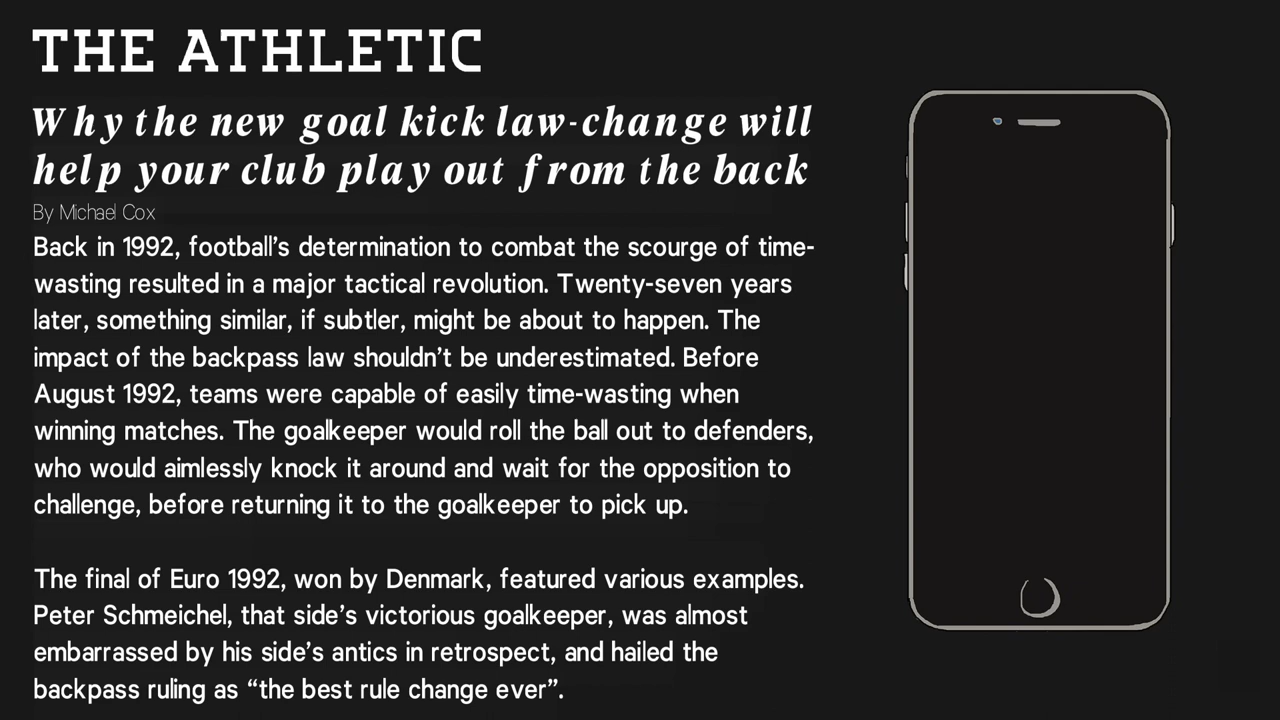 THE ATHLETIC
Why the new goal kick law-change will
help your club play out from the back
By Michael Cox
Back in 1992, football’s determination to combat the scourge of time-
wasting resulted in a major tactical revolution. Twenty-seven years
later, something similar, if subtler, might be about to happen. The
impact of the backpass law shouldn’t be underestimated. Before
August 1992, teams were capable of easily time-wasting when
winning matches. The goalkeeper would roll the ball out to defenders,
who would aimlessly knock it around and wait for the opposition to
challenge, before returning it to the goalkeeper to pick up.
The final of Euro 1992, won by Denmark, featured various examples.
Peter Schmeichel, that side’s victorious goalkeeper, was almost
embarrassed by his side’s antics in retrospect, and hailed the
backpass ruling as “the best rule change ever”.